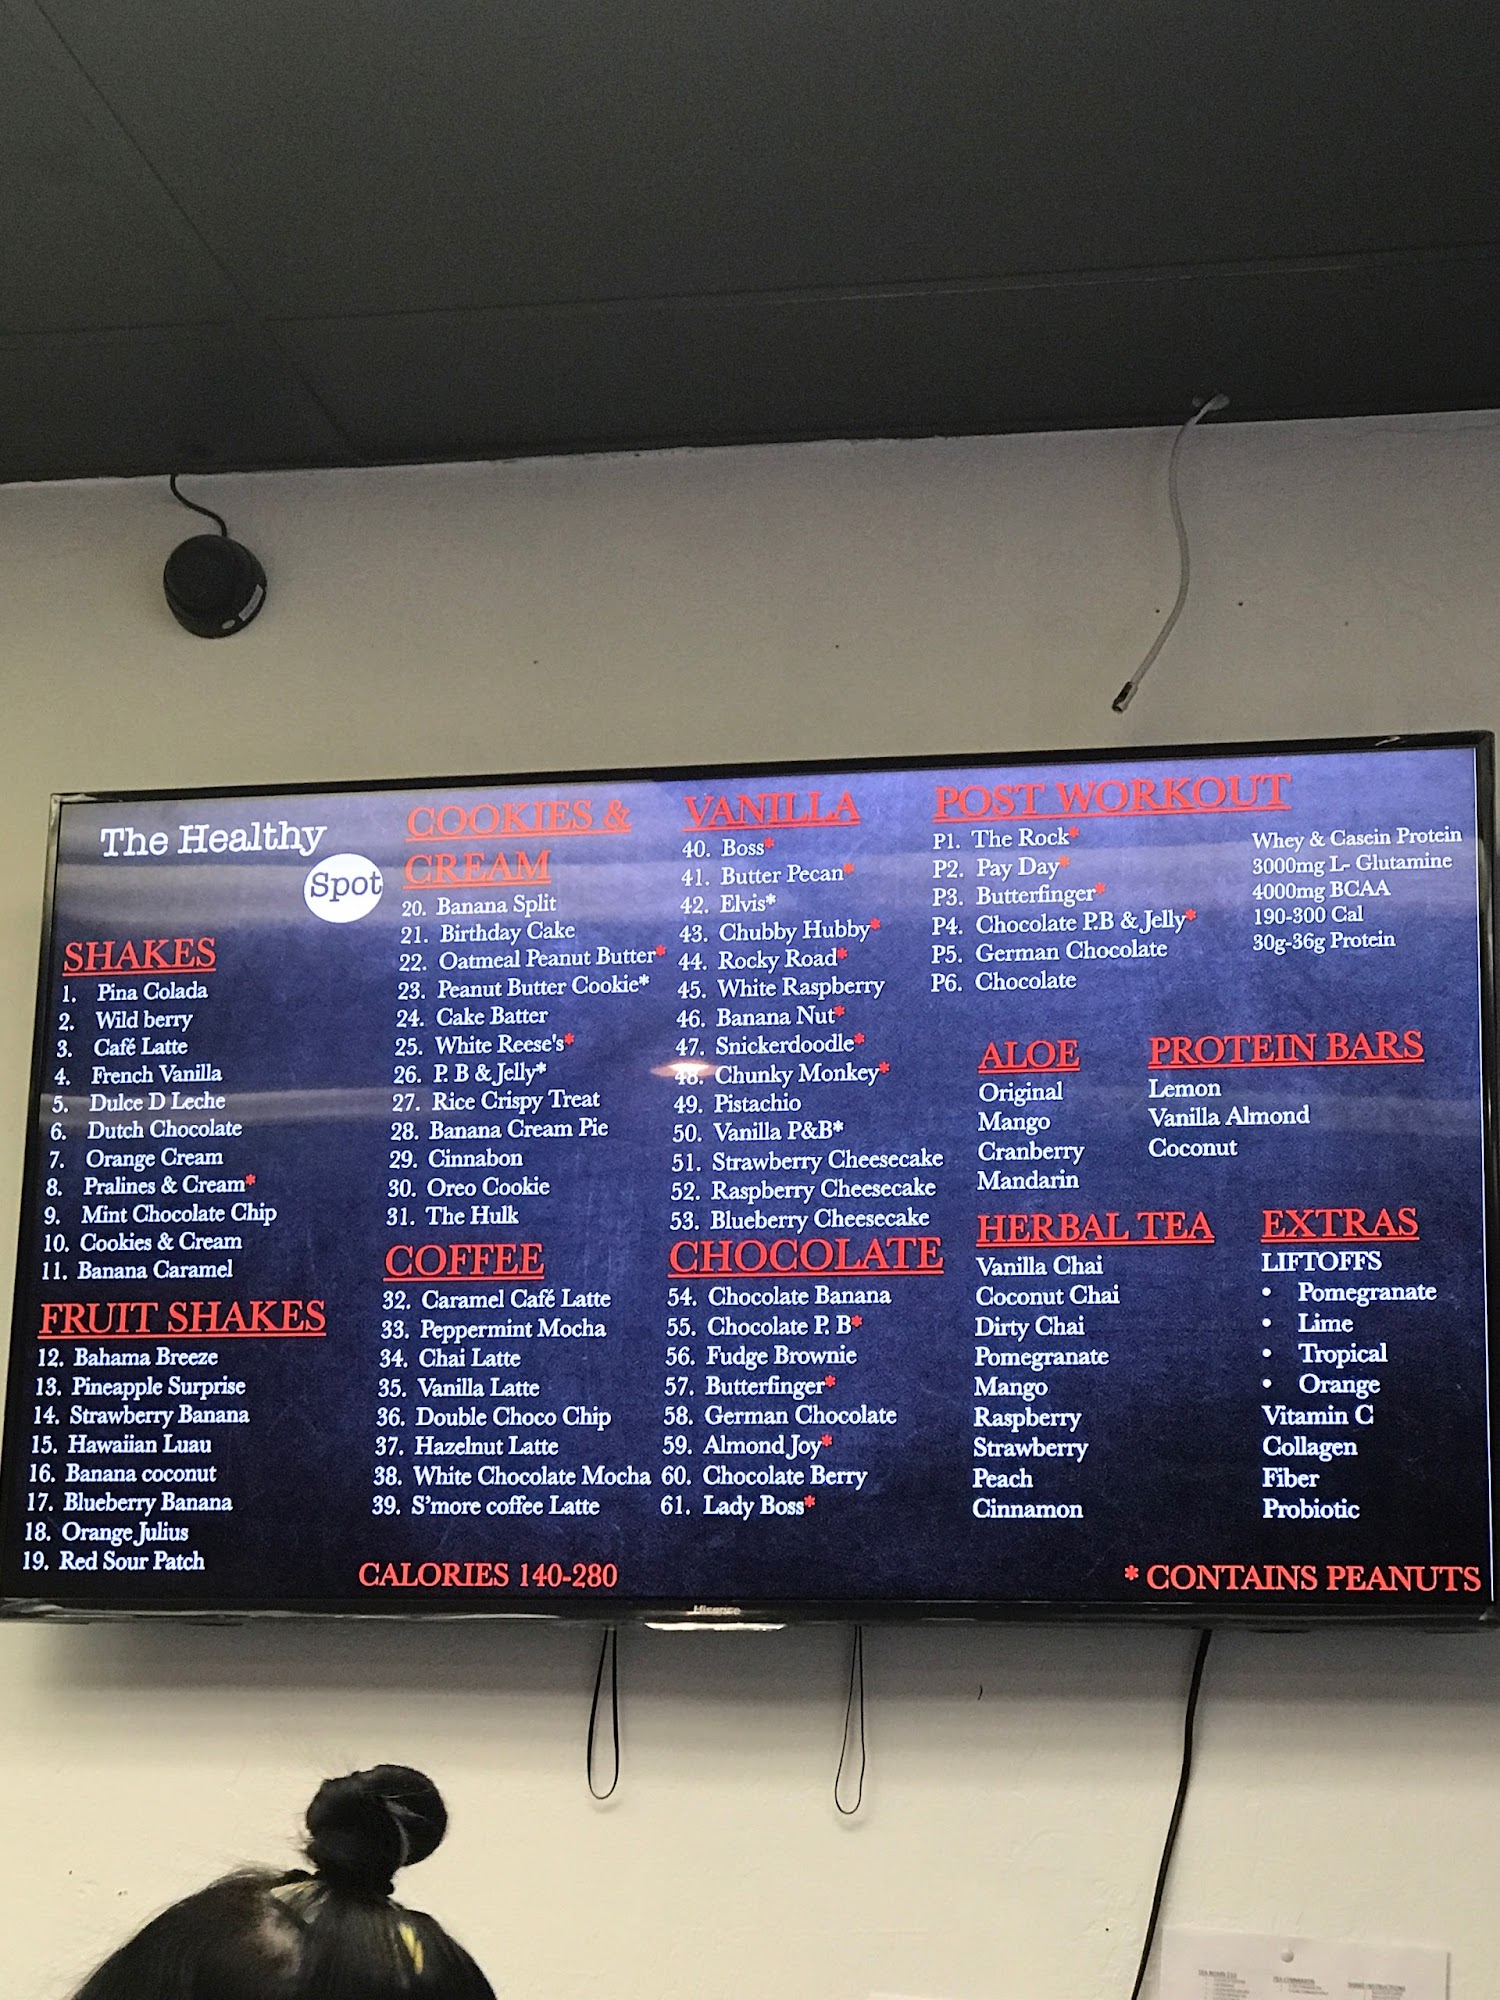 The Healthy
Spot
SHAKES
1. Pina Colada
2. Wild berry
3. Café Latte
4. French Vanilla
5. Dulce D Leche
6. Dutch Chocolate
7. Orange Cream
8. Pralines & Cream*
9. Mint Chocolate Chip
10. Cookies & Cream
11. Banana Caramel
FRUIT SHAKES
12. Bahama Breeze
13. Pineapple Surprise
14. Strawberry Banana
15. Hawaiian Luau
16. Banana coconut
17. Blueberry Banana
18. Orange Julius
19. Red Sour Patch
COOKIES &
CREAM
20. Banana Split
21. Birthday Cake
22. Oatmeal Peanut Butter*
23. Peanut Butter Cookie*
24. Cake Batter
25. White Reese's*
26. P. B & Jelly*
27. Rice Crispy Treat
28. Banana Cream Pie
29. Cinnabon
30. Oreo Cookie
31. The Hulk
COFFEE
32. Caramel Café Latte
33. Peppermint Mocha
34. Chai Latte
35. Vanilla Latte
36. Double Choco Chip
37. Hazelnut Latte
38. White Chocolate Mocha
39. S'more coffee Latte
CALORIES 140-280
VANILLA
40. Boss*
41. Butter Pecan*
42. Elvis*
43. Chubby Hubby*
44. Rocky Road*
45. White Raspberry
46. Banana Nut*
47. Snickerdoodle*
48. Chunky Monkey*
49. Pistachio
50. Vanilla P&B*
51. Strawberry Cheesecake
52. Raspberry Cheesecake
53. Blueberry Cheesecake
CHOCOLATE
54. Chocolate Banana
55. Chocolate P. B*
56. Fudge Brownie
57. Butterfinger*
58. German Chocolate
59. Almond Joy*
60. Chocolate Berry
61. Lady Boss*
POST WORKOUT
P1. The Rock*
P2. Pay Day*
P3. Butterfinger*
P4. Chocolate P.B & Jelly*
P5. German Chocolate
P6. Chocolate
Whey & Casein Protein
3000mg L- Glutamine
4000mg BCAA
190-300 Cal
30g-36g Protein
ALOE
Original
Mango
Cranberry
Mandarin
PROTEIN BARS
Lemon
Vanilla Almond
Coconut
HERBAL TEA
Vanilla Chai
Coconut Chai
Dirty Chai
Pomegranate
Mango
Raspberry
Strawberry
Peach
Cinnamon
EXTRAS
LIFTOFFS
• Pomegranate
• Lime
• Tropical
• Orange
Vitamin C
Collagen
Fiber
Probiotic
* CONTAINS PEANUTS
Hisense